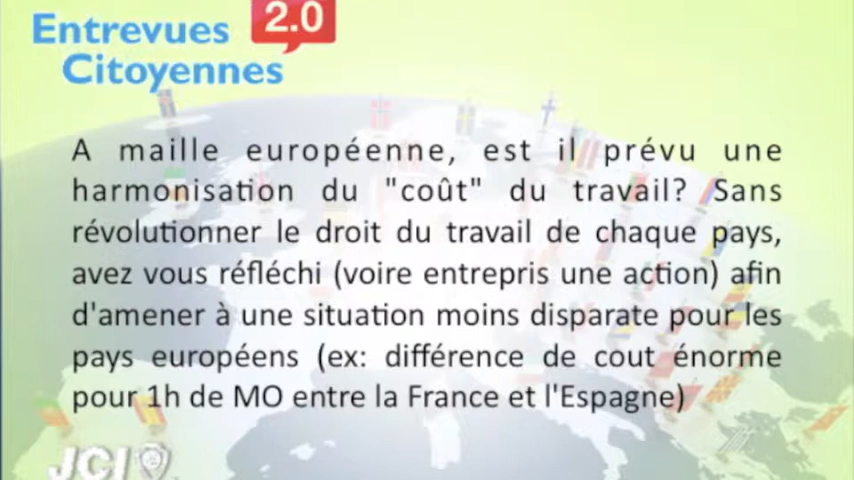 Entrevues 2.0
Citoyennes
A maille européenne, est il prévu une
harmonisation du "coût" du travail? Sans
révolutionner le droit du travail de chaque pays,
avez vous réfléchi (voire entrepris une action) afin
d'amener à une situation moins disparate pour les
pays européens (ex: différence de cout énorme
pour 1h de MO entre la France et l'Espagne)
JCI